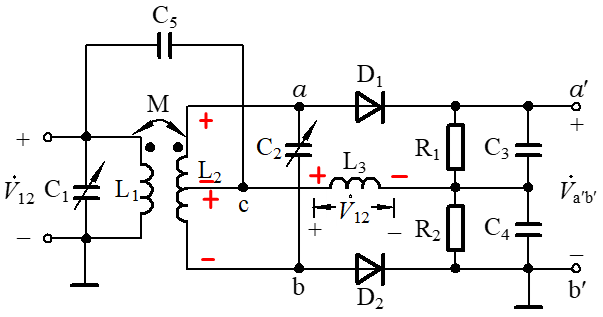 C5
M
a
D1
a′
+
+
+
V̇12
C1
L1
L2
−
+
c
C2
L3
+
−
V̇12
+
−
R1
C3
V̇a′b′
R2
C4
−
−
b
D2
−
b′